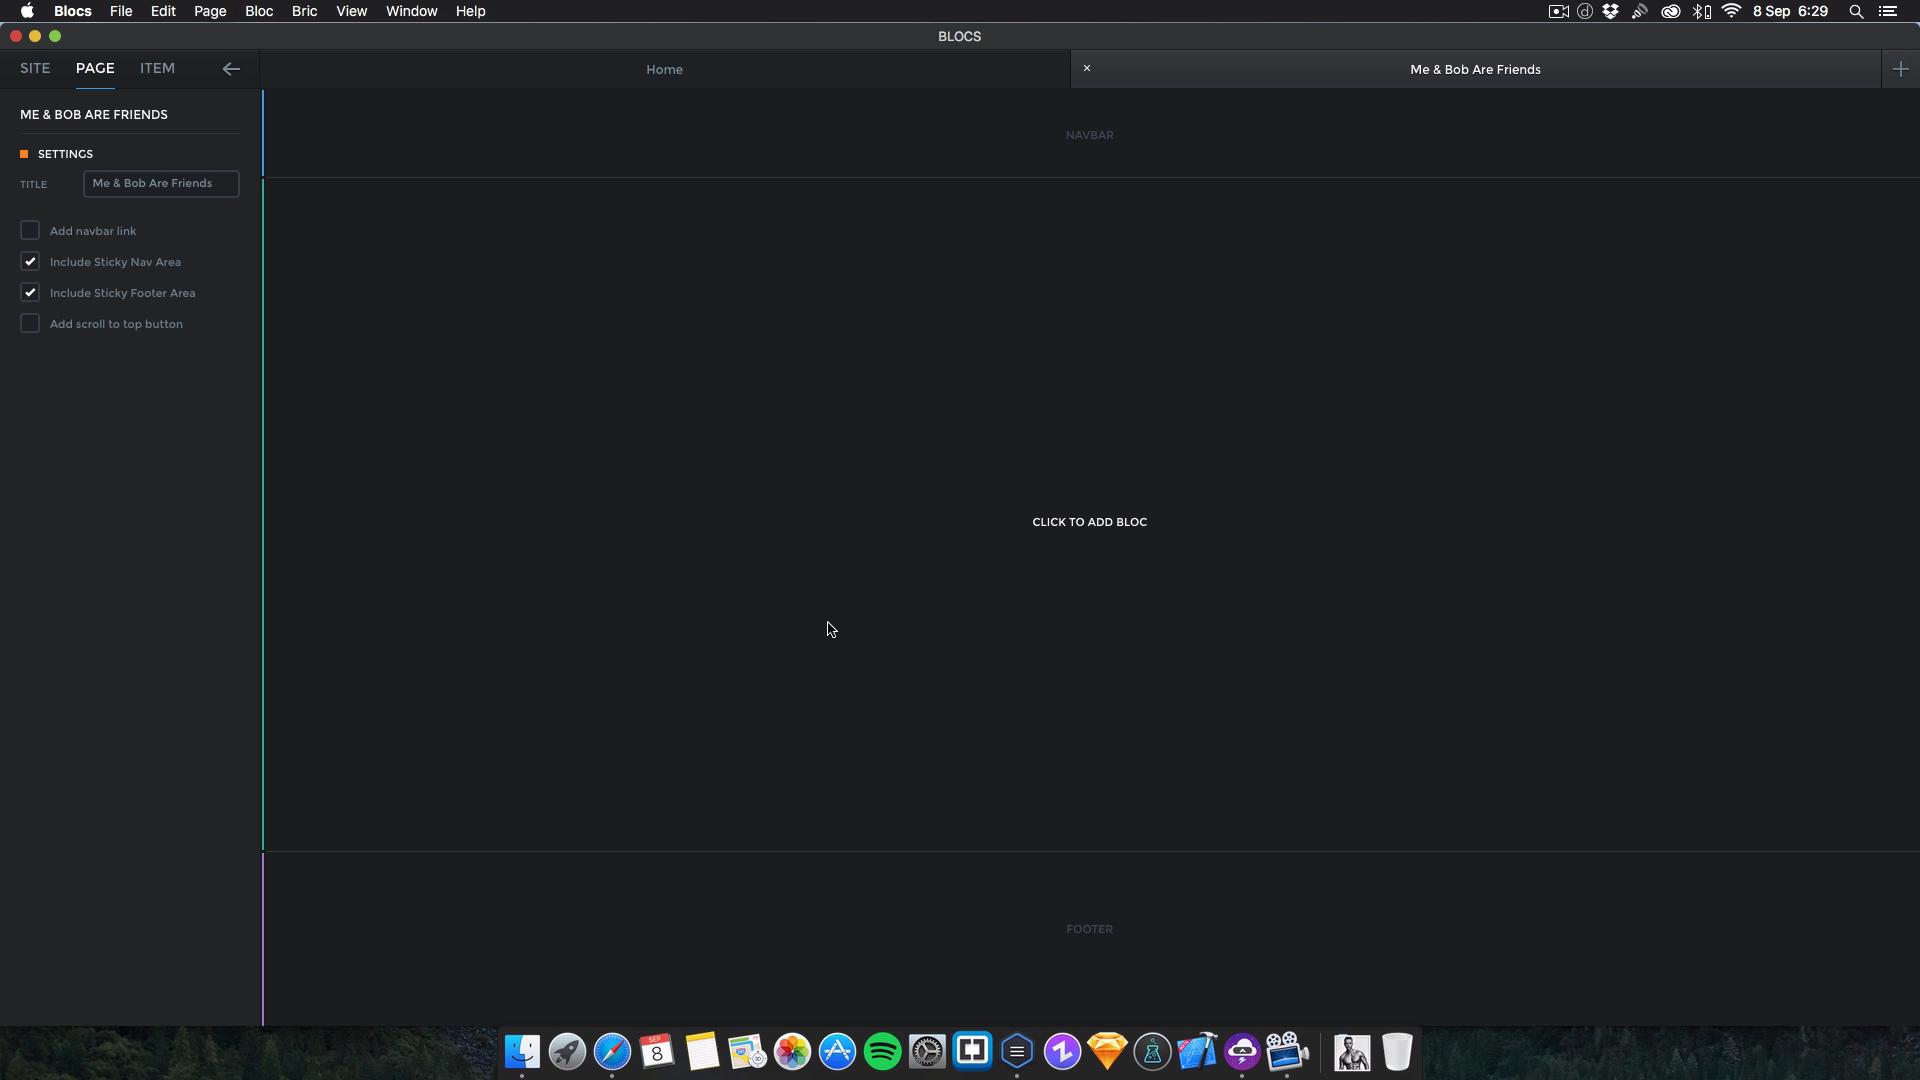 Blocs File Edit Page Bloc Bric View Window Help
8 Sep 6:29
BLOCS
SITE PAGE ITEM
Home
× Me & Bob Are Friends
ME & BOB ARE FRIENDS
SETTINGS
TITLE Me & Bob Are Friends
Add navbar link
Include Sticky Nav Area
Include Sticky Footer Area
Add scroll to top button
NAVBAR
CLICK TO ADD BLOC
FOOTER
SEP
8